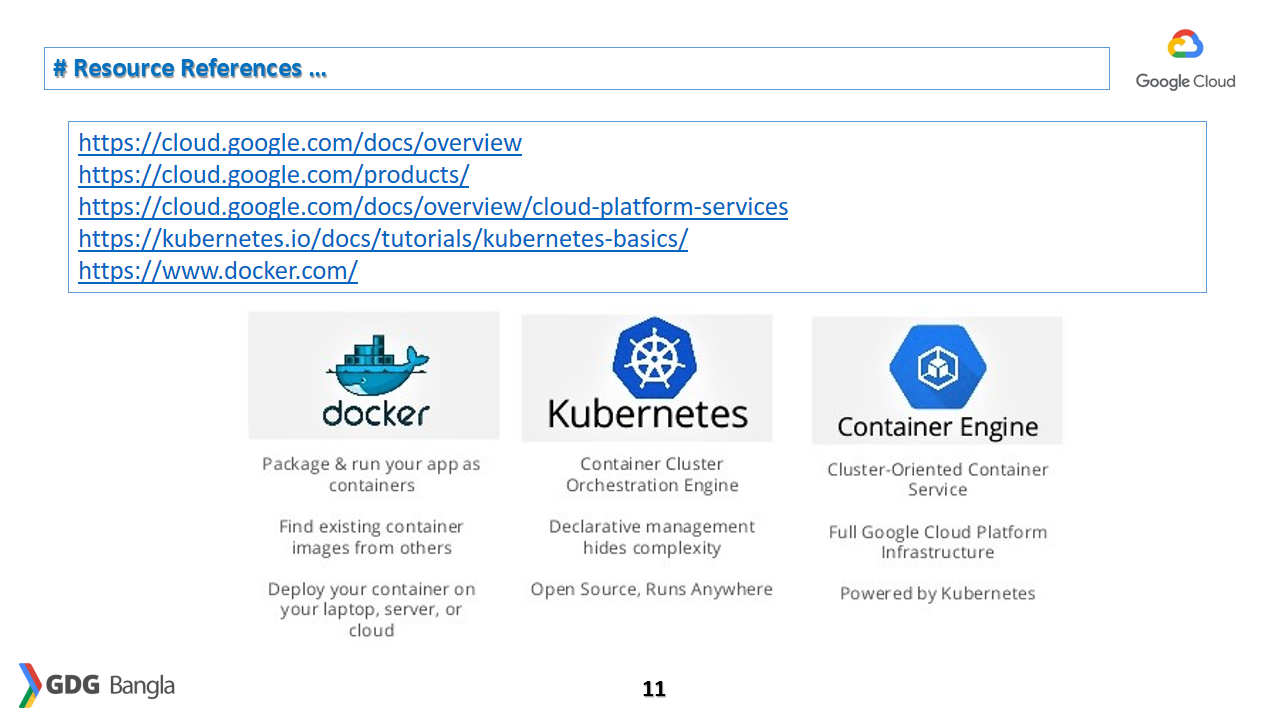 # Resource References ...
Google Cloud
https://cloud.google.com/docs/overview
https://cloud.google.com/products/
https://cloud.google.com/docs/overview/cloud-platform-services
https://kubernetes.io/docs/tutorials/kubernetes-basics/
https://www.docker.com/
docker
Package & run your app as
containers
Find existing container
images from others
Deploy your container on
your laptop, server, or
cloud
Kubernetes
Container Cluster
Orchestration Engine
Declarative management
hides complexity
Open Source, Runs Anywhere
Container Engine
Cluster-Oriented Container
Service
Full Google Cloud Platform
Infrastructure
Powered by Kubernetes
GDG Bangla
11